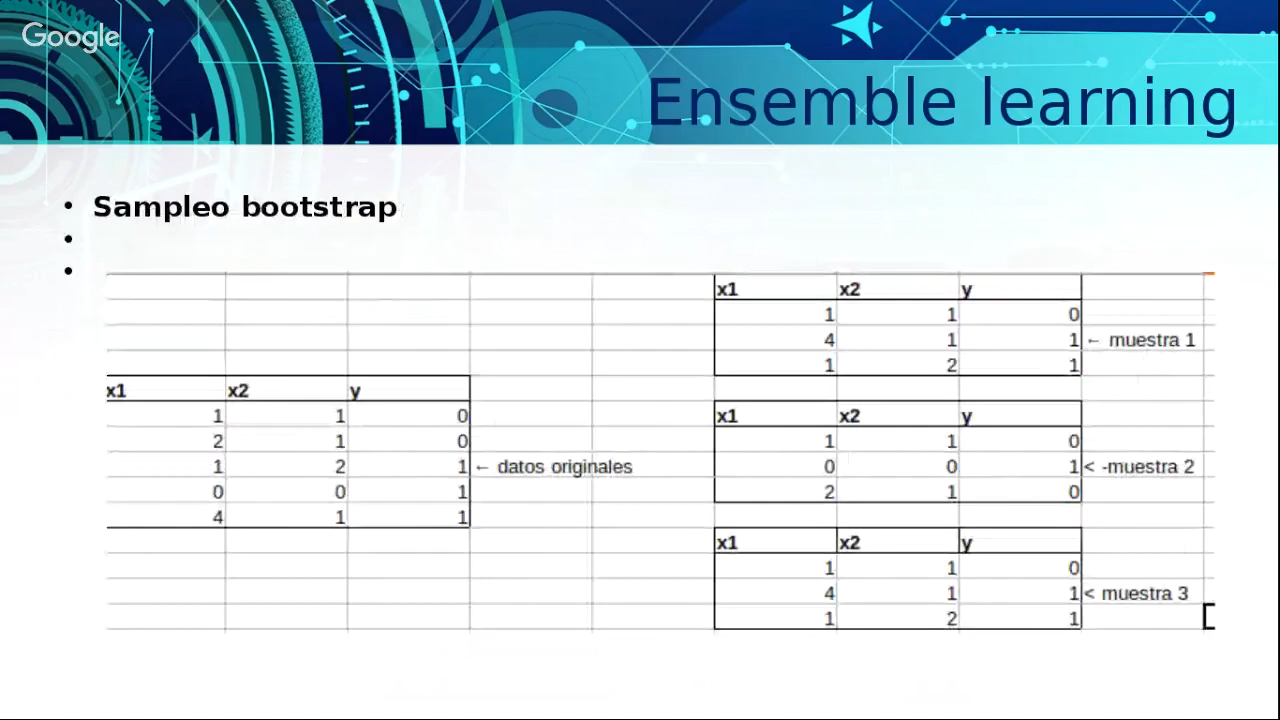 Google
Ensemble learning
• Sampleo bootstrap
•
•
x1 x2 y
1 1 0
4 1 1 ← muestra 1
1 2 1
x1 x2 y
1 1 0
2 1 0
1 2 1 ← datos originales
0 0 1
4 1 1
x1 x2 y
1 1 0
0 0 1 < -muestra 2
2 1 0
x1 x2 y
1 1 0
4 1 1 < muestra 3
1 2 1